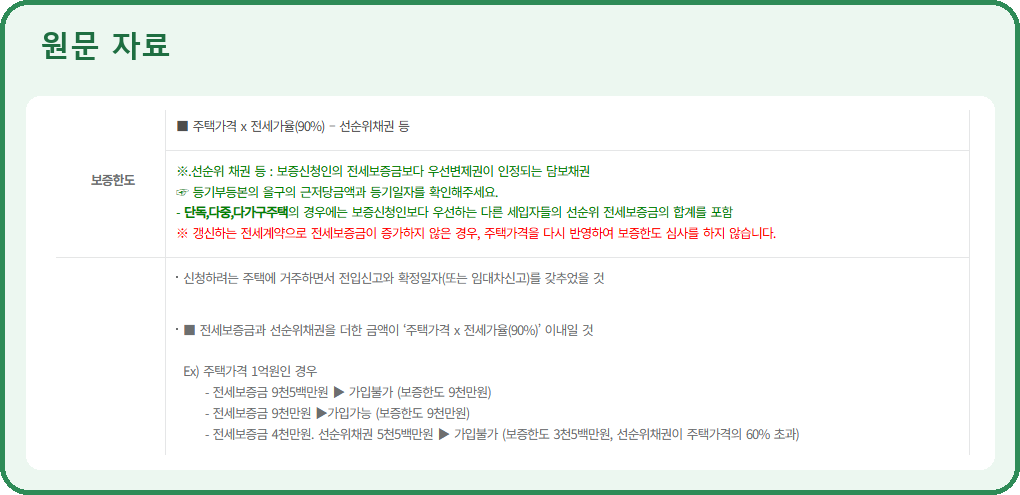 원문 자료
■ 주택가격 x 전세가율(90%) – 선순위채권 등
보증한도
※.선순위 채권 등 : 보증신청인의 전세보증금보다 우선변제권이 인정되는 담보채권
☞ 등기부등본의 을구의 근저당금액과 등기일자를 확인해주세요.
- 단독,다중,다가구주택의 경우에는 보증신청인보다 우선하는 다른 세입자들의 선순위 전세보증금의 합계를 포함
※ 갱신하는 전세계약으로 전세보증금이 증가하지 않은 경우, 주택가격을 다시 반영하여 보증한도 심사를 하지 않습니다.
· 신청하려는 주택에 거주하면서 전입신고와 확정일자(또는 임대차신고)를 갖추었을 것
· ■ 전세보증금과 선순위채권을 더한 금액이 ‘주택가격 x 전세가율(90%)’ 이내일 것
Ex) 주택가격 1억원인 경우
- 전세보증금 9천5백만원 ▶ 가입불가 (보증한도 9천만원)
- 전세보증금 9천만원 ▶가입가능 (보증한도 9천만원)
- 전세보증금 4천만원. 선순위채권 5천5백만원 ▶ 가입불가 (보증한도 3천5백만원, 선순위채권이 주택가격의 60% 초과)